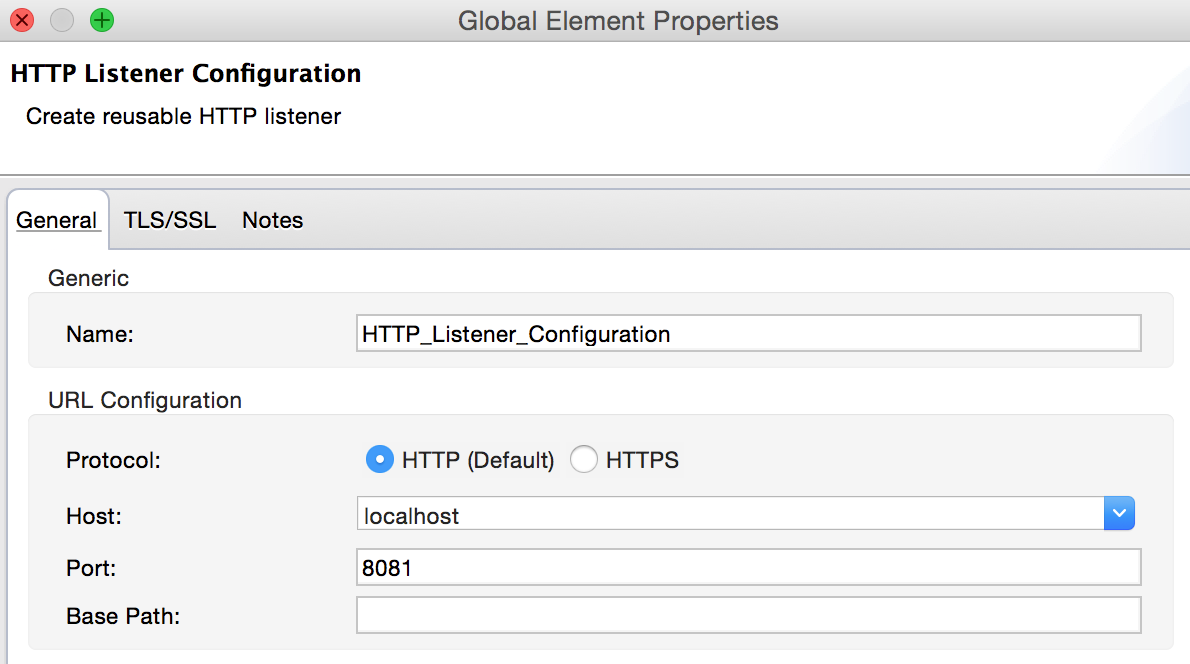 Global Element Properties
HTTP Listener Configuration
Create reusable HTTP listener
General TLS/SSL Notes
Generic
Name: HTTP_Listener_Configuration
URL Configuration
Protocol: HTTP (Default) HTTPS
Host: localhost
Port: 8081
Base Path: